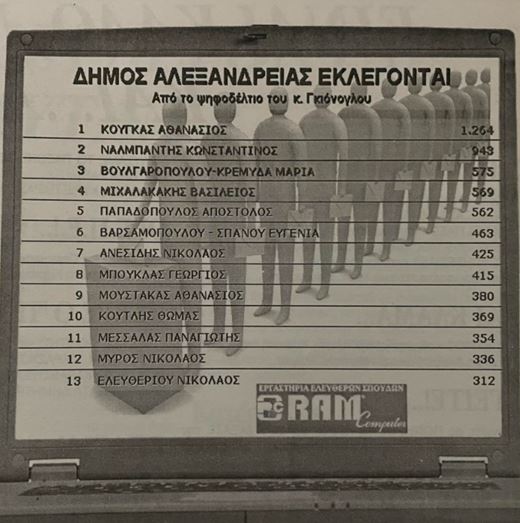 ΔΗΜΟΣ ΑΛΕΞΑΝΔΡΕΙΑΣ ΕΚΛΕΓΟΝΤΑΙ
Από το ψηφοδέλτιο του κ. Γκιόνογλου
1 ΚΟΥΓΚΑΣ ΑΘΑΝΑΣΙΟΣ 1.264
2 ΝΑΛΜΠΑΝΤΗΣ ΚΩΝΣΤΑΝΤΙΝΟΣ 943
3 ΒΟΥΛΓΑΡΟΠΟΥΛΟΥ-ΚΡΕΜΥΔΑ ΜΑΡΙΑ 575
4 ΜΙΧΑΛΑΚΑΚΗΣ ΒΑΣΙΛΕΙΟΣ 569
5 ΠΑΠΑΔΟΠΟΥΛΟΣ ΑΠΟΣΤΟΛΟΣ 562
6 ΒΑΡΣΑΜΟΠΟΥΛΟΥ - ΣΠΑΝΟΥ ΕΥΓΕΝΙΑ 463
7 ΑΝΕΣΙΔΗΣ ΝΙΚΟΛΑΟΣ 425
8 ΜΠΟΥΚΛΑΣ ΓΕΩΡΓΙΟΣ 415
9 ΜΟΥΣΤΑΚΑΣ ΑΘΑΝΑΣΙΟΣ 380
10 ΚΟΥΤΛΗΣ ΘΩΜΑΣ 369
11 ΜΕΣΣΑΛΑΣ ΠΑΝΑΓΙΩΤΗΣ 354
12 ΜΥΡΟΣ ΝΙΚΟΛΑΟΣ 336
13 ΕΛΕΥΘΕΡΙΟΥ ΝΙΚΟΛΑΟΣ 312
ΕΡΓΑΣΤΗΡΙΑ ΕΛΕΥΘΕΡΩΝ ΣΠΟΥΔΩΝ
RAM
Computer